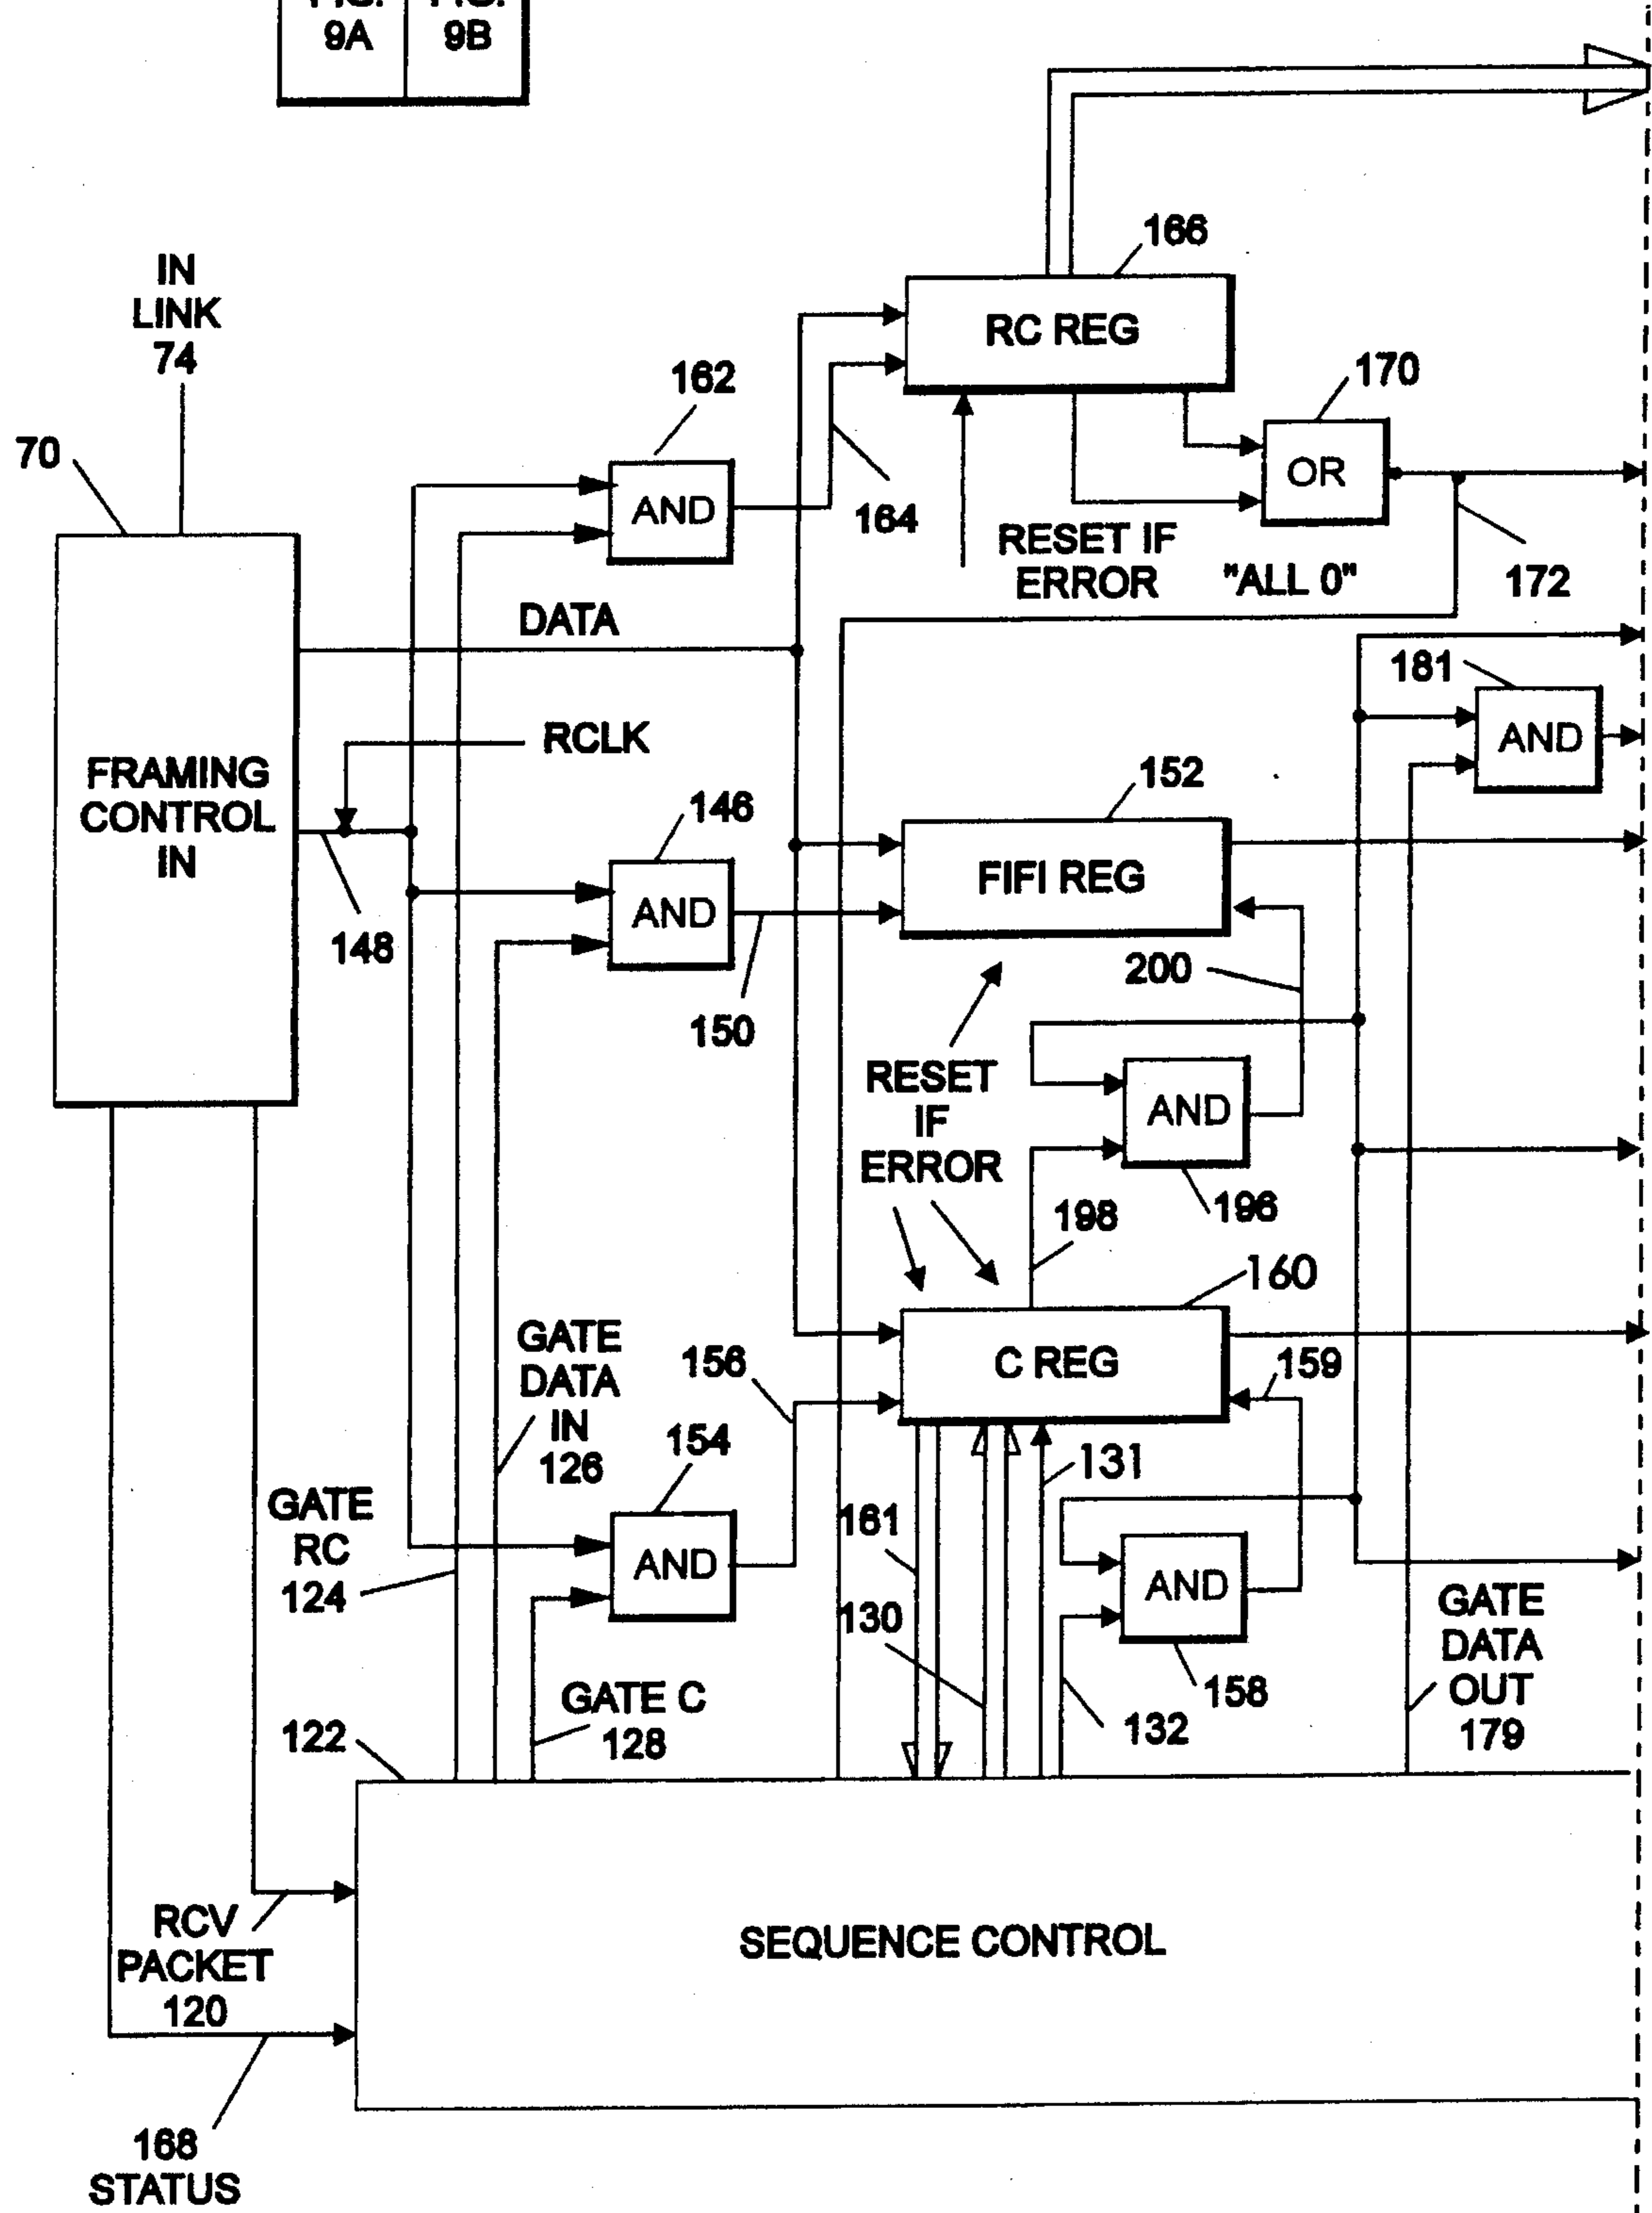 9A
9B
166
IN
LINK
74
RC REG
162
170
70
AND
OR
164
RESET IF
ERROR
"ALL 0"
172
DATA
181
RCLK
AND
FRAMING
CONTROL
IN
152
146
FIFI REG
AND
148
200
150
RESET
IF
ERROR
AND
196
198
160
GATE
DATA
IN
126
156
C REG
159
154
131
GATE
RC
124
161
AND
AND
130
GATE
DATA
OUT
179
158
GATE C
128
132
122
RCV
PACKET
120
SEQUENCE CONTROL
168
STATUS